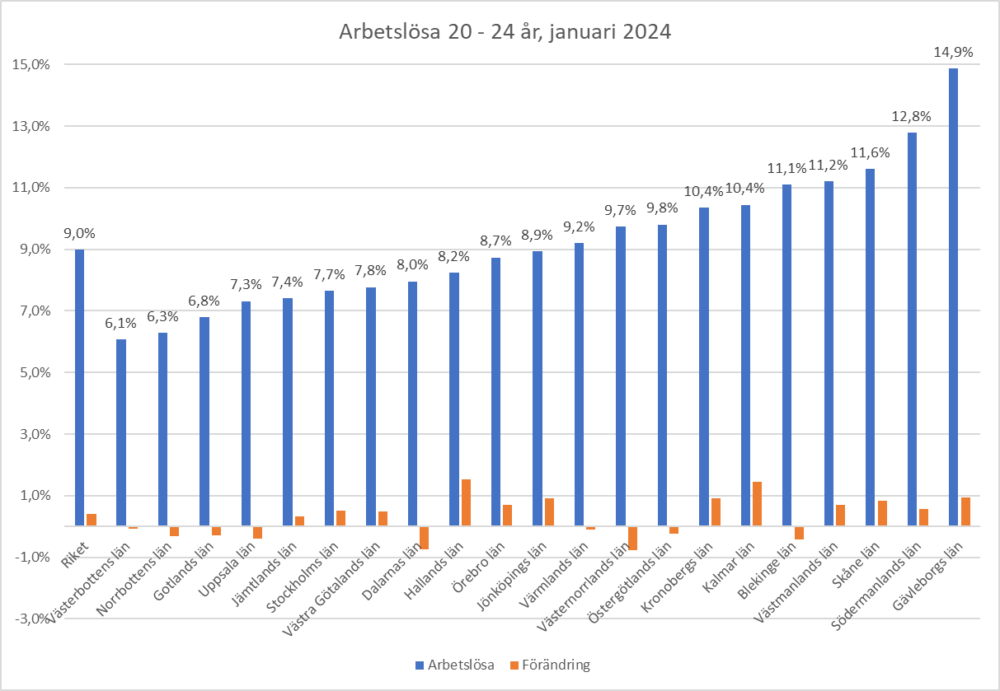 Arbetslösa 20 - 24 år, januari 2024
15,0%
13,0%
11,0%
9,0%
7,0%
5,0%
3,0%
1,0%
-1,0%
-3,0%
9,0%
6,1%
6,3%
6,8%
7,3%
7,4%
7,7%
7,8%
8,0%
8,2%
8,7%
8,9%
9,2%
9,7%
9,8%
10,4%
10,4%
11,1%
11,2%
11,6%
12,8%
14,9%
Riket
Västerbottens län
Norrbottens län
Gotlands län
Uppsala län
Jämtlands län
Stockholms län
Västra Götalands län
Dalarnas län
Hallands län
Örebro län
Jönköpings län
Värmlands län
Västernorrlands län
Östergötlands län
Kronobergs län
Kalmar län
Blekinge län
Västmanlands län
Skåne län
Södermanlands län
Gävleborgs län
Arbetslösa
Förändring